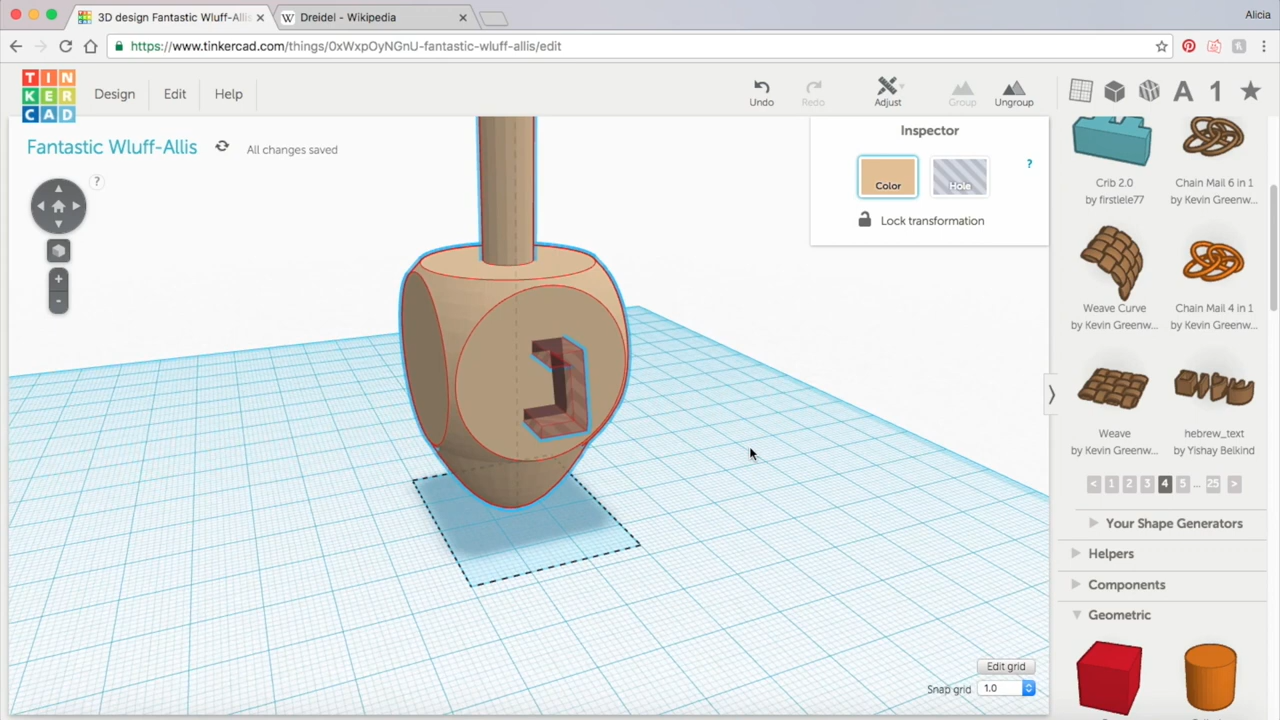 3D design Fantastic Wluff-Allis
Dreidel - Wikipedia
Alicia
https://www.tinkercad.com/things/0xWxpOyNGnU-fantastic-wluff-allis/edit
TIN
KER
CAD
Design
Edit
Help
Undo
Redo
Adjust
Group
Ungroup
A
1
Fantastic Wluff-Allis
All changes saved
?
+
-
Inspector
Color
Hole
?
Lock transformation
נ
Crib 2.0
by firstlele77
Chain Mail 6 in 1
by Kevin Greenw...
Weave Curve
by Kevin Greenw...
Chain Mail 4 in 1
by Kevin Greenw...
Weave
by Kevin Greenw...
hebrew_text
by Yishay Belkind
< 1 2 3 4 5 ... 25 >
Your Shape Generators
Helpers
Components
Geometric
Edit grid
Snap grid 1.0